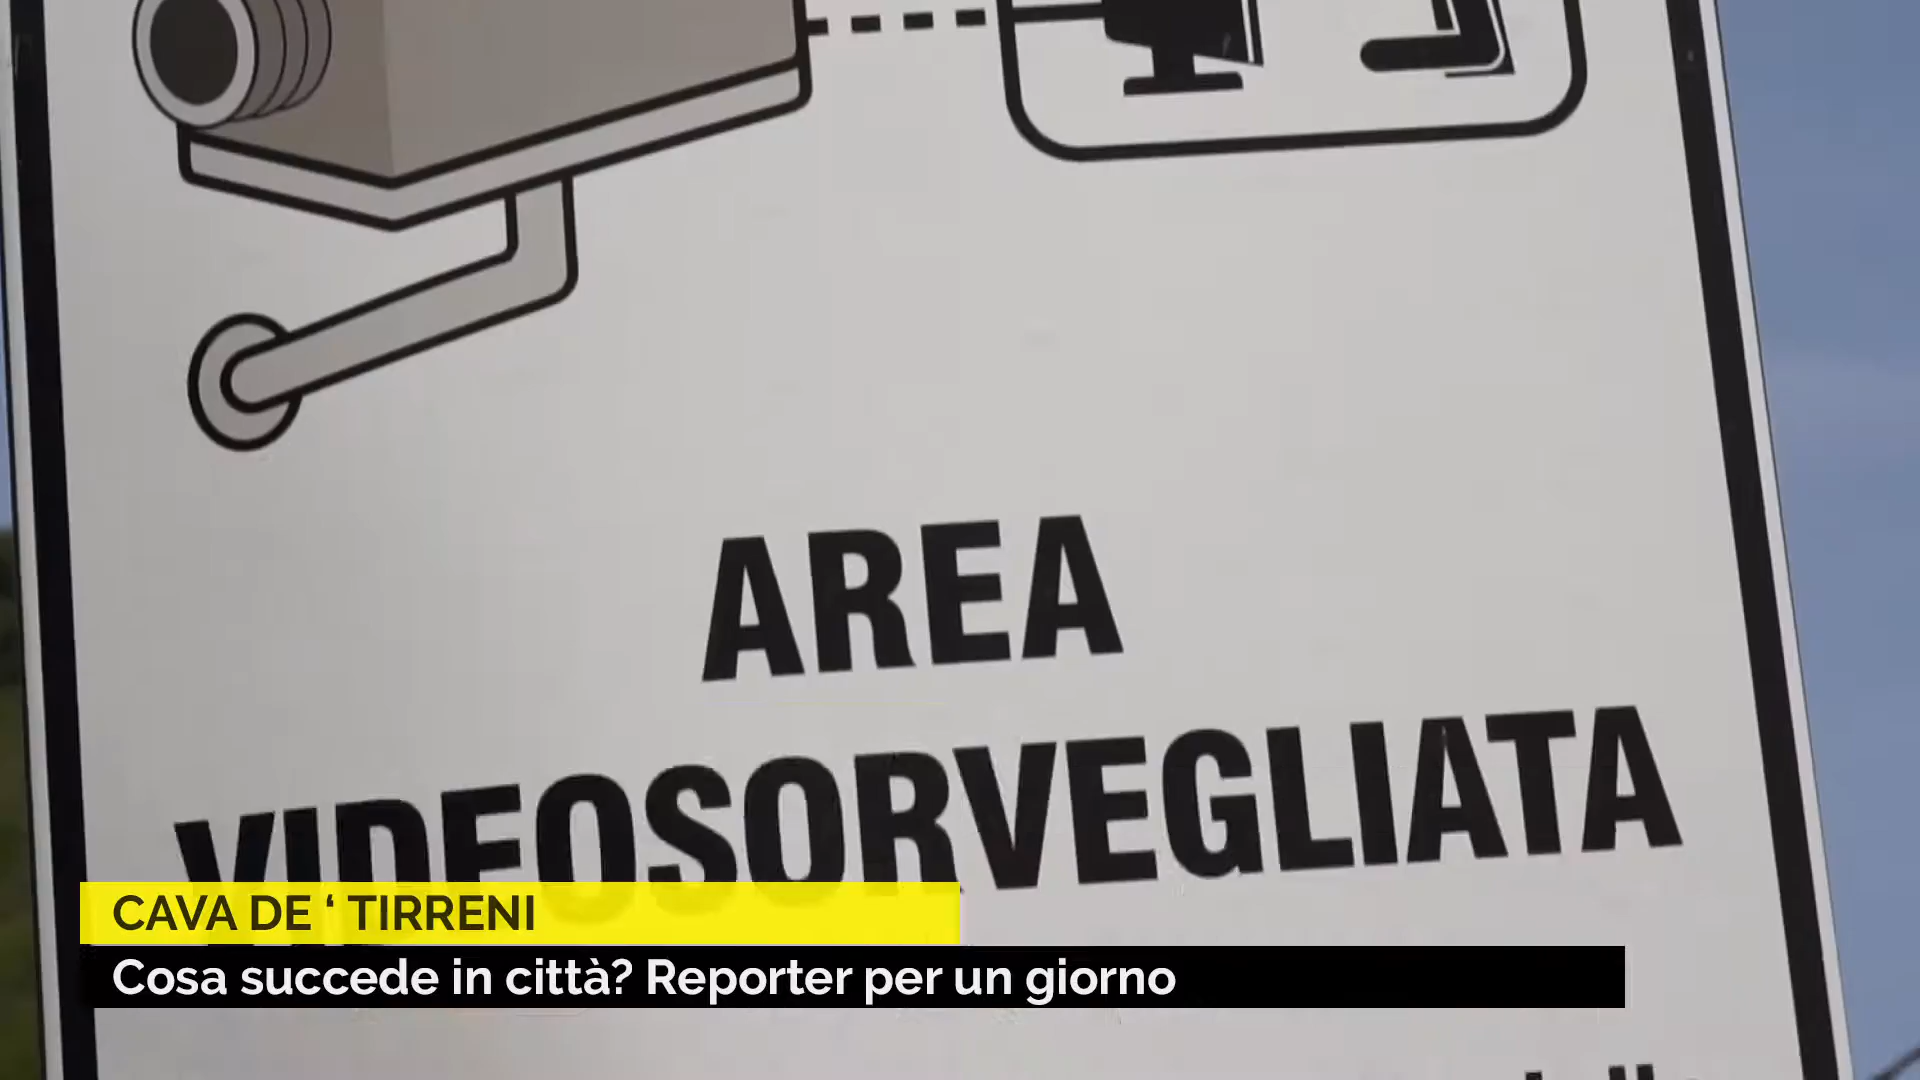 AREA
VIDEOSORVEGLIATA
CAVA DE ‘ TIRRENI
Cosa succede in città? Reporter per un giorno